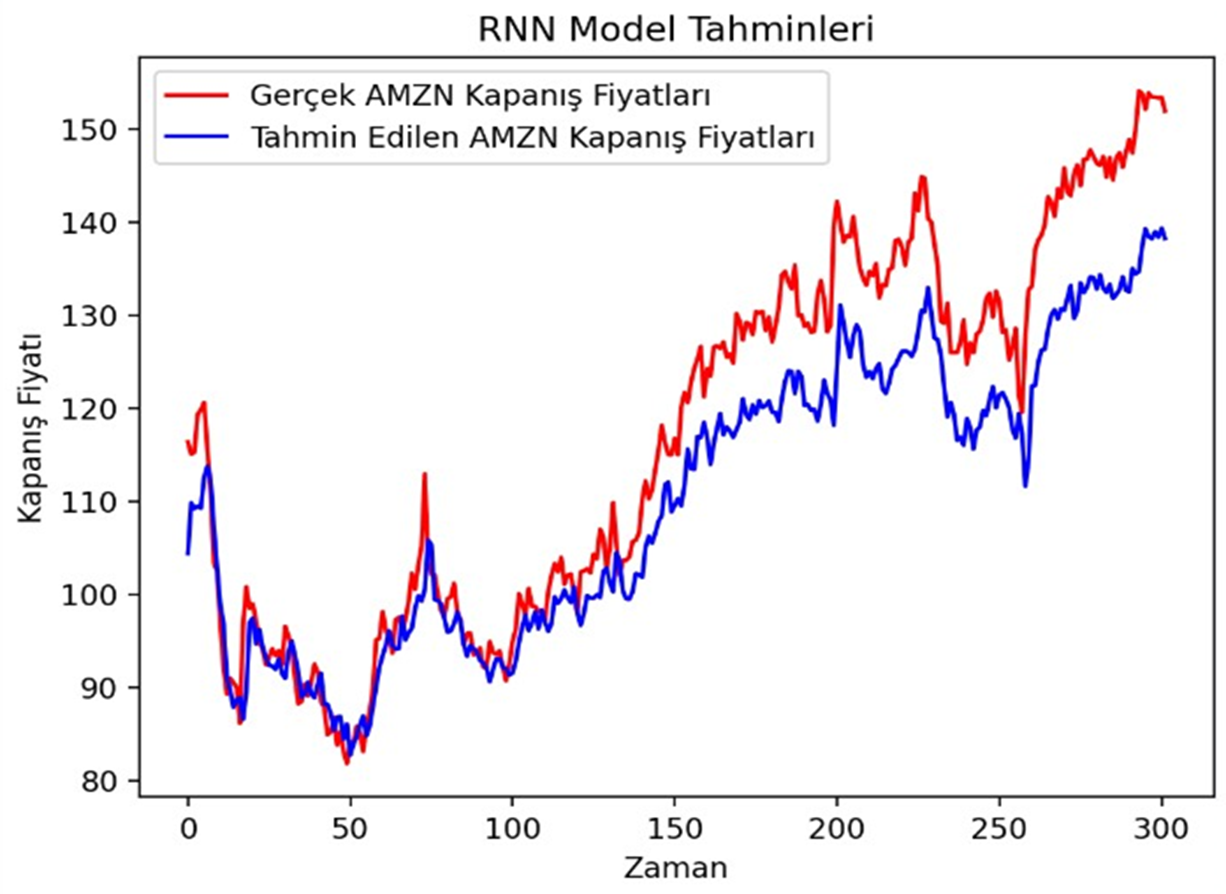 RNN Model Tahminleri
Gerçek AMZN Kapanış Fiyatları
Tahmin Edilen AMZN Kapanış Fiyatları
Kapanış Fiyatı
150
140
130
120
110
100
90
80
0 50 100 150 200 250 300
Zaman